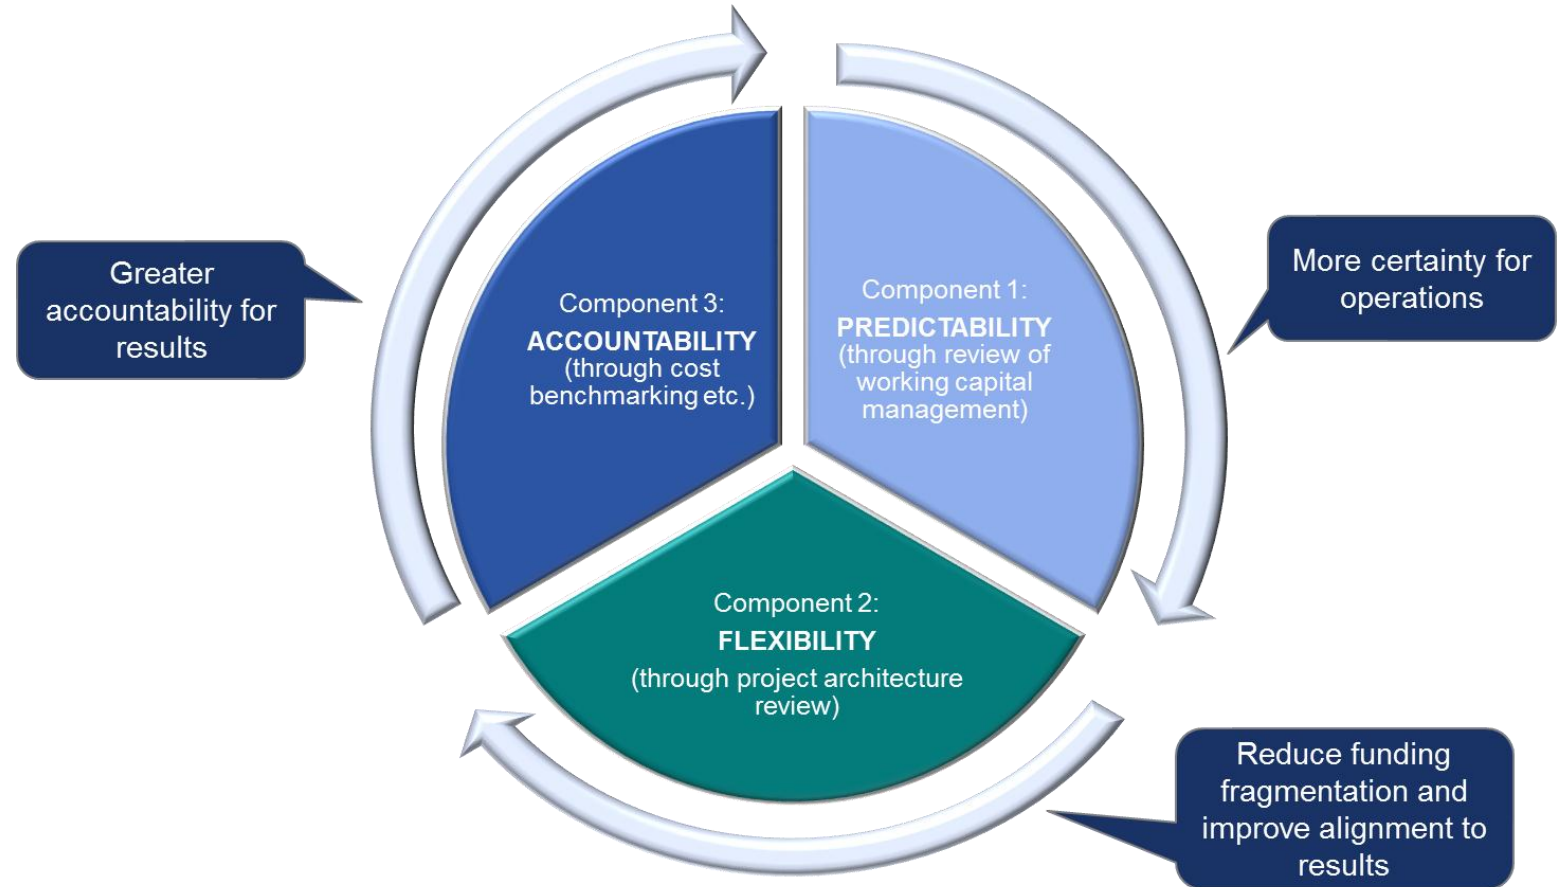 Greater
accountability for
results
Component 3:
ACCOUNTABILITY
(through cost
benchmarking etc.)
Component 1:
PREDICTABILITY
(through review of
working capital
management)
More certainty for
operations
Component 2:
FLEXIBILITY
(through project architecture
review)
Reduce funding
fragmentation and
improve alignment to
results